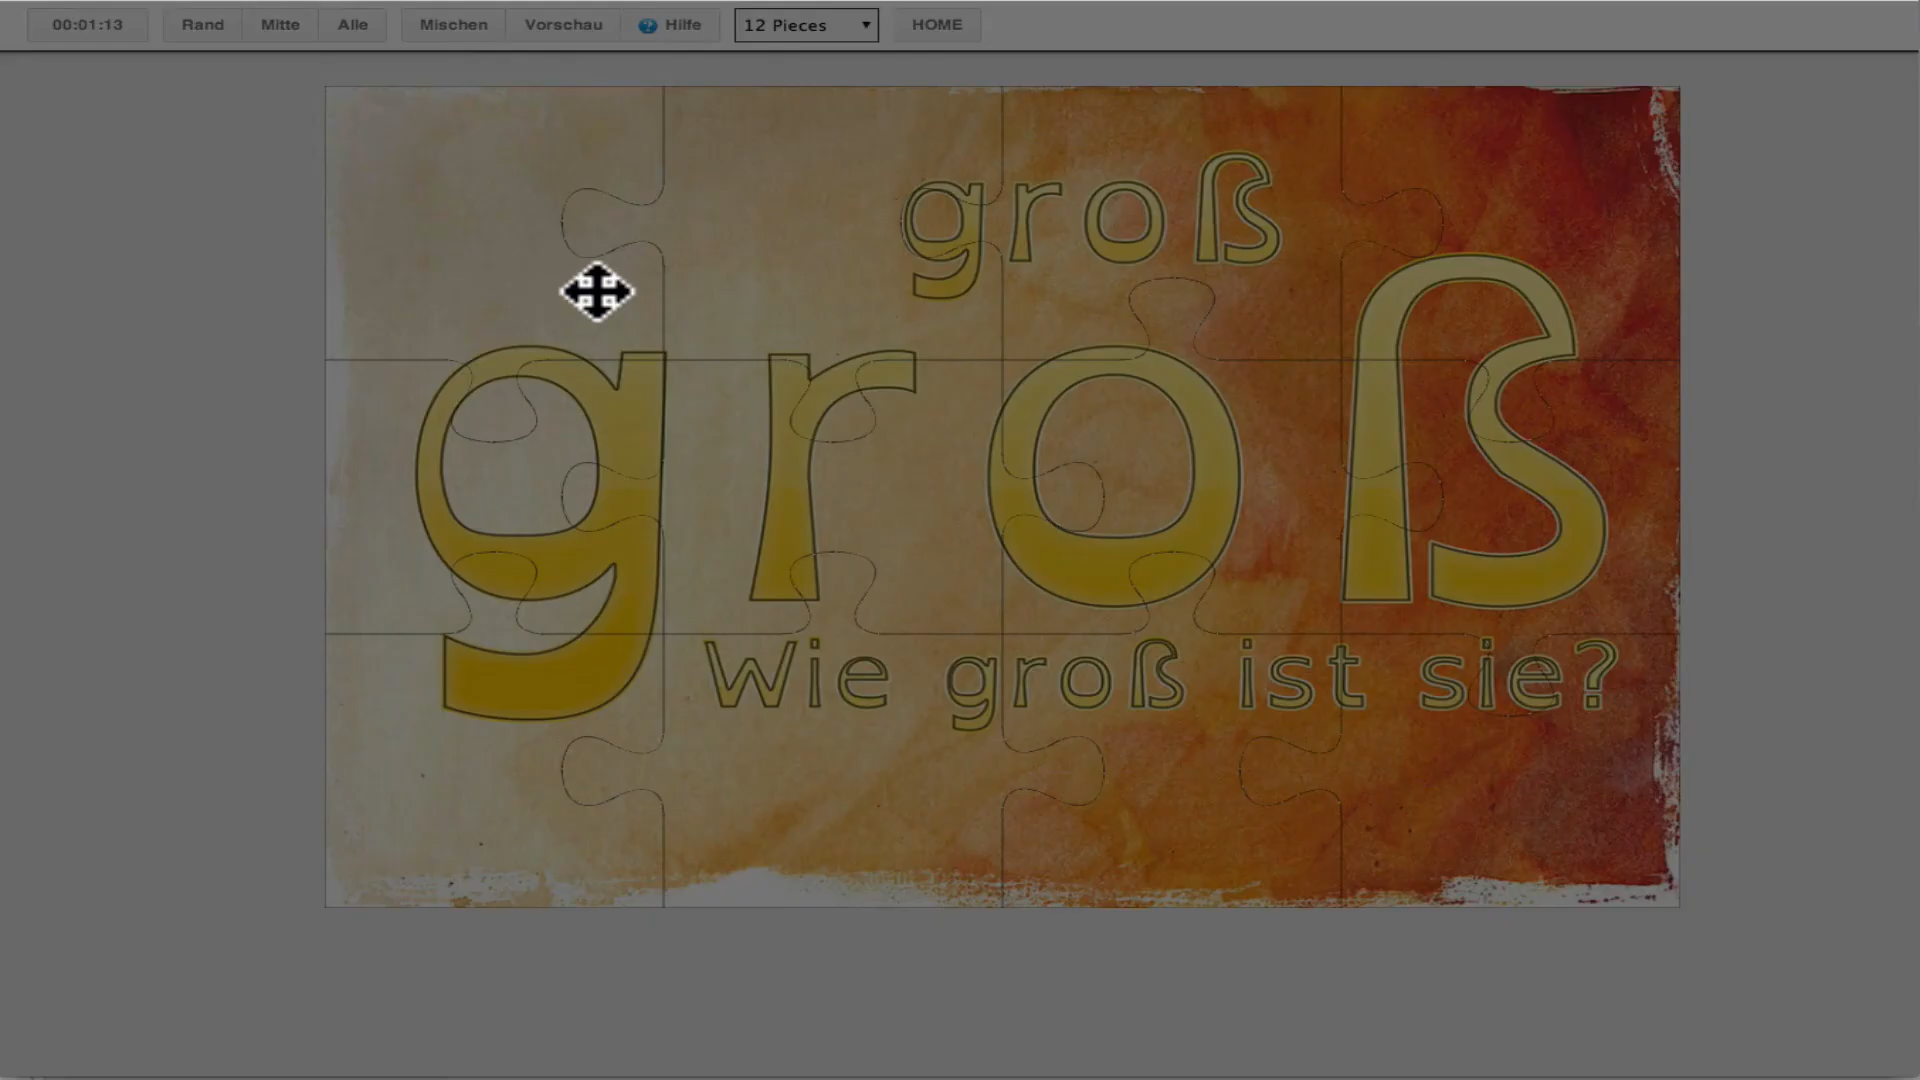 00:01:13 Rand Mitte Alle Mischen Vorschau ? Hilfe 12 Pieces HOME
groß
groß
Wie groß ist sie?